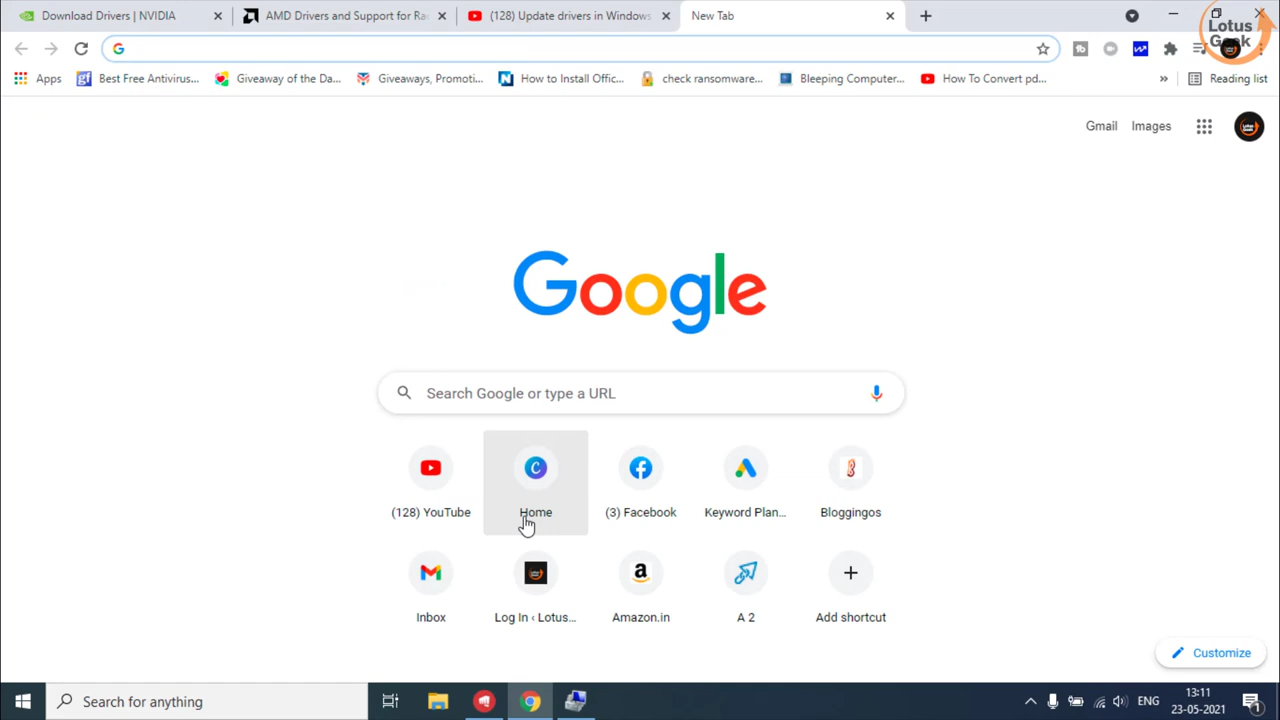 Download Drivers | NVIDIA
AMD Drivers and Support for Ra
(128) Update drivers in Windows
New Tab
Lotus
Geek
Apps
Best Free Antivirus...
Giveaway of the Da...
Giveaways, Promoti...
How to Install Offic...
check ransomware...
Bleeping Computer...
How To Convert pd...
»
Reading list
Gmail
Images
Google
Search Google or type a URL
(128) YouTube
Home
(3) Facebook
Keyword Plan...
Bloggingos
Inbox
Log In ‹ Lotus...
Amazon.in
A 2
Add shortcut
Customize
Search for anything
ENG
13:11
23-05-2021
1